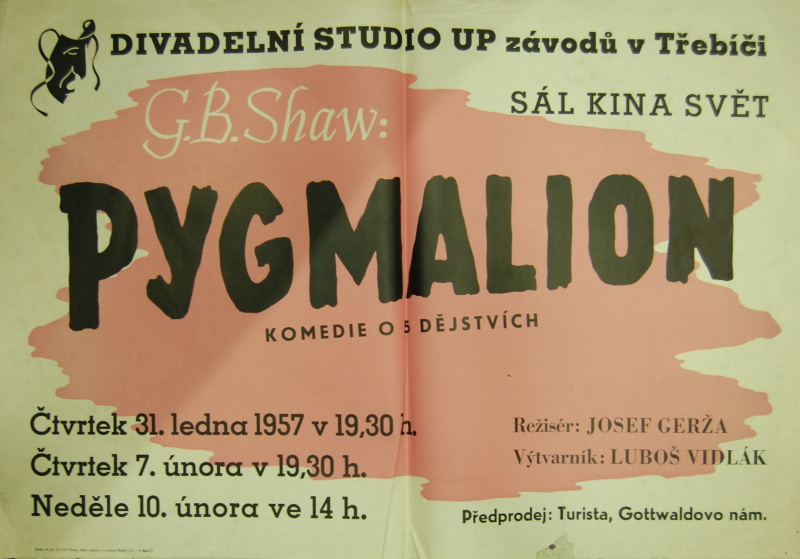 DIVADELNÍ STUDIO UP závodů v Třebíči
SÁL KINA SVĚT
G.B.Shaw:
PYGMALION
KOMEDIE O 5 DĚJSTVÍCH
Čtvrtek 31. ledna 1957 v 19,30 h.
Čtvrtek 7. února v 19,30 h.
Neděle 10. února ve 14 h.
Režisér: JOSEF GERŽA
Výtvarník: LUBOŠ VIDLÁK
Předprodej: Turista, Gottwaldovo nám.